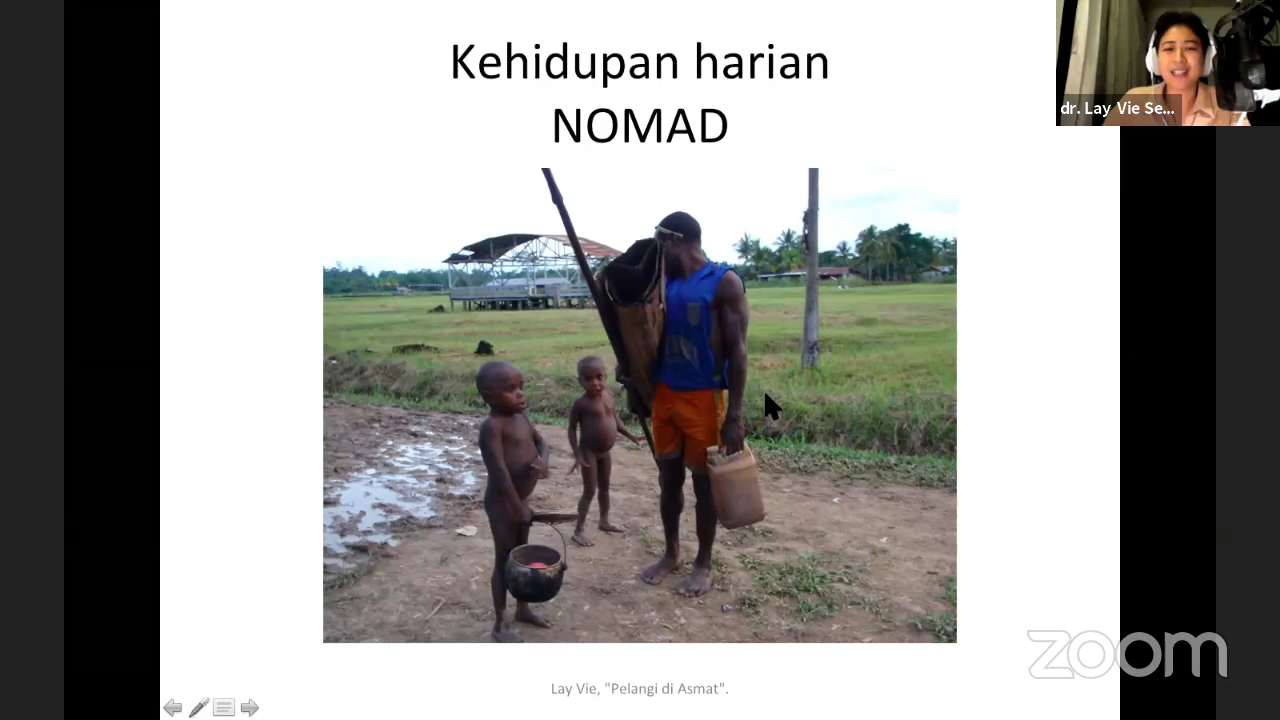 Kehidupan harian
NOMAD
dr. Lay Vie Se...
Lay Vie, "Pelangi di Asmat".
zoom